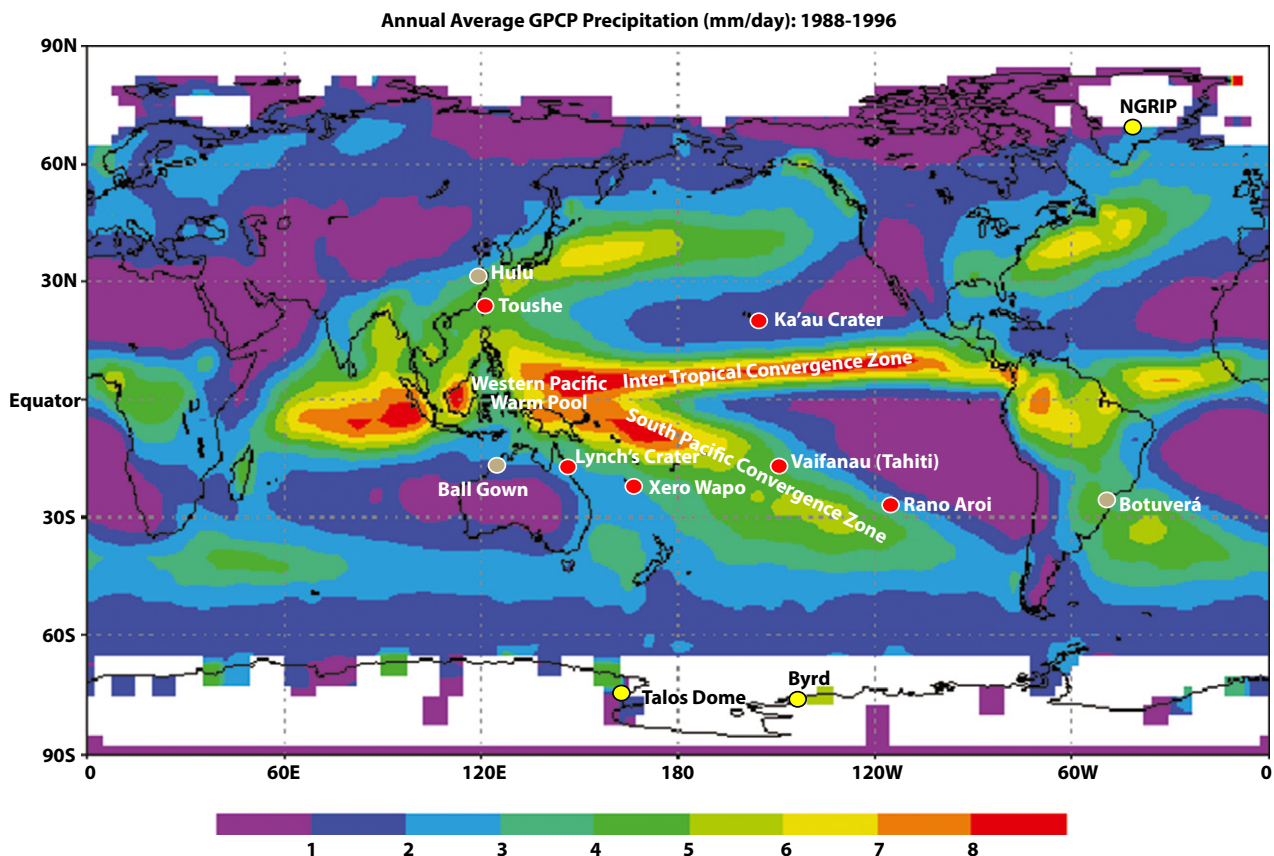 Annual Average GPCP Precipitation (mm/day): 1988-1996
90N
NGRIP
60N
Hulu
30N
Toushe
Ka'au Crater
Inter Tropical Convergence Zone
Western Pacific
Warm Pool
Equator
South Pacific Convergence Zone
Lynch's Crater
Vaifanau (Tahiti)
Ball Gown
Xero Wapo
Rano Aroi
Botuverá
30S
60S
Byrd
Talos Dome
90S
0 60E 120E 180 120W 60W 0
1 2 3 4 5 6 7 8